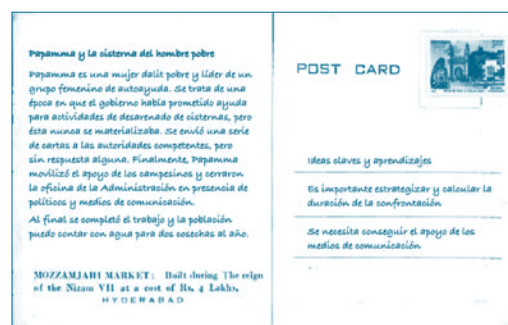 Papamma y la cisterna del hombre pobre
Papamma es una mujer dalit pobre y líder de un
grupo femenino de autoayuda. Se trata de una
época en que el gobierno había prometido ayuda
para actividades de desarenado de cisternas, pero
ésta nunca se materializaba. Se envió una serie
de cartas a las autoridades competentes, pero
sin respuesta alguna. Finalmente, Papamma
movilizó el apoyo de los campesinos y cerraron
la oficina de la Administración en presencia de
políticos y medios de comunicación.
Al final se completó el trabajo y la población
puedo contar con agua para dos cosechas al año.
MOZZAMJAHI MARKET: Built during The reign
of the Nizam VII at a cost of Rs. 4 Lakhs,
HYDERABAD
POST CARD
Ideas claves y aprendizajes
Es importante estrategizar y calcular la
duración de la confrontación
Se necesita conseguir el apoyo de los
medios de comunicación